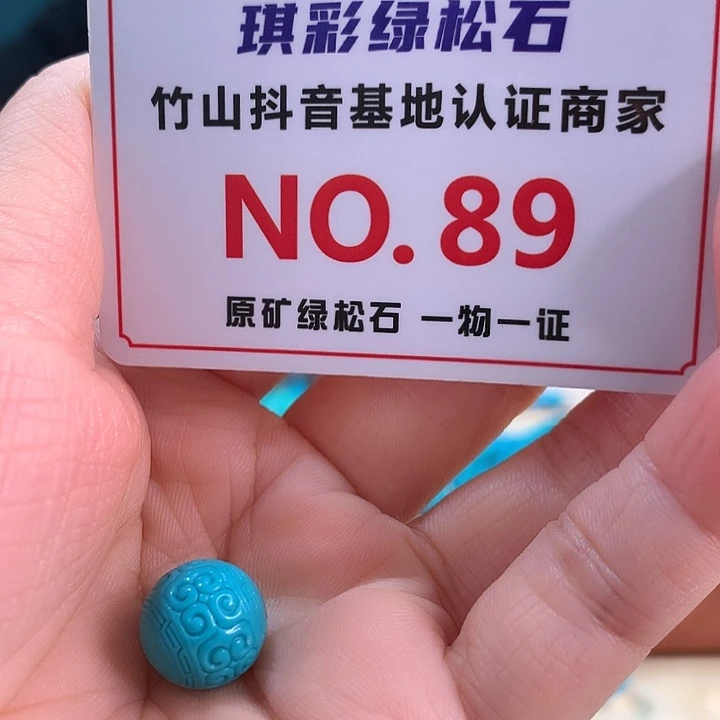 琪彩绿松石
竹山抖音基地认证商家
NO.89
原矿绿松石 一物一证